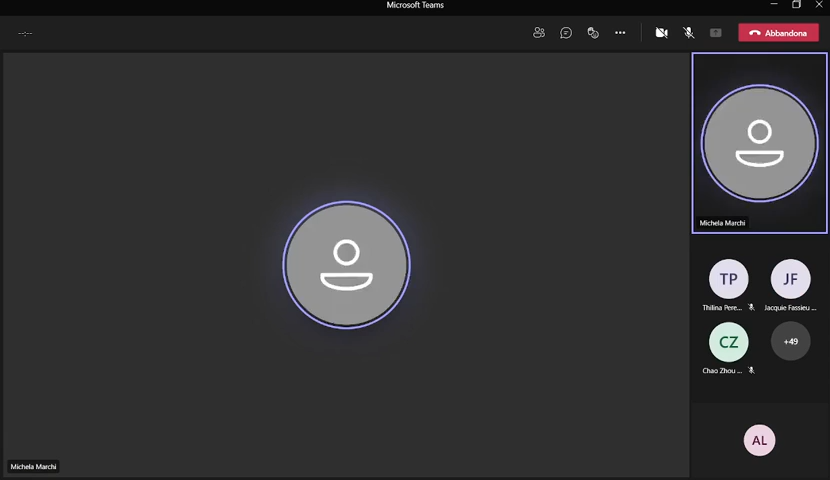 Microsoft Teams
--:--
Abbandona
Michela Marchi
TP
JF
Thilina Pere...
Jacquie Fassieu ...
CZ
+49
Chao Zhou ...
AL
Michela Marchi